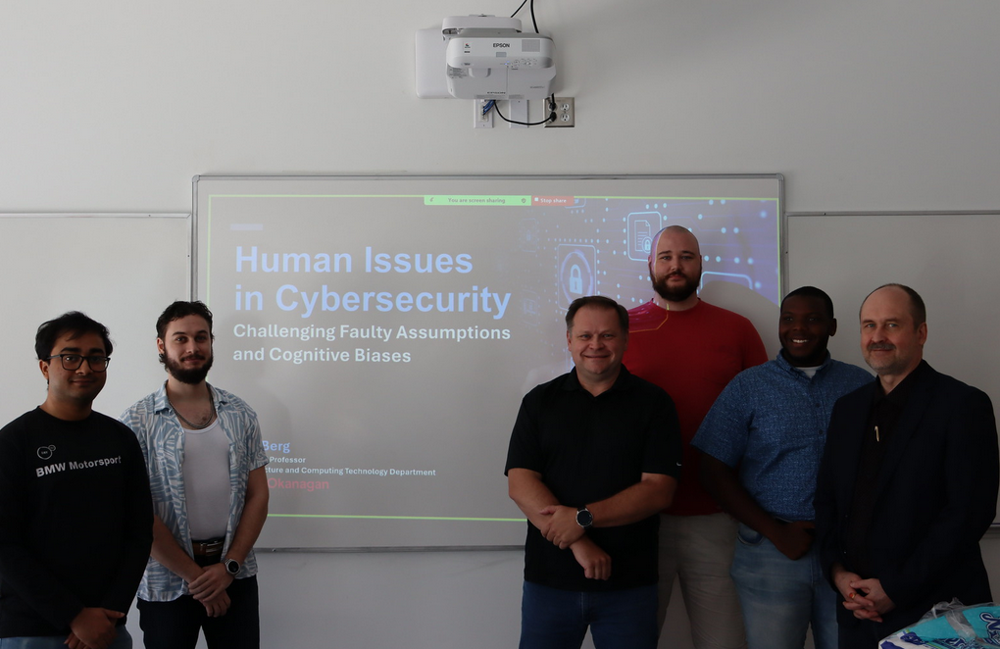 EPSON
You are screen sharing
Stop share
Human Issues
in Cybersecurity
Challenging Faulty Assumptions
and Cognitive Biases
Berg
Professor
cture and Computing Technology Department
Okanagan
BMW Motorsport